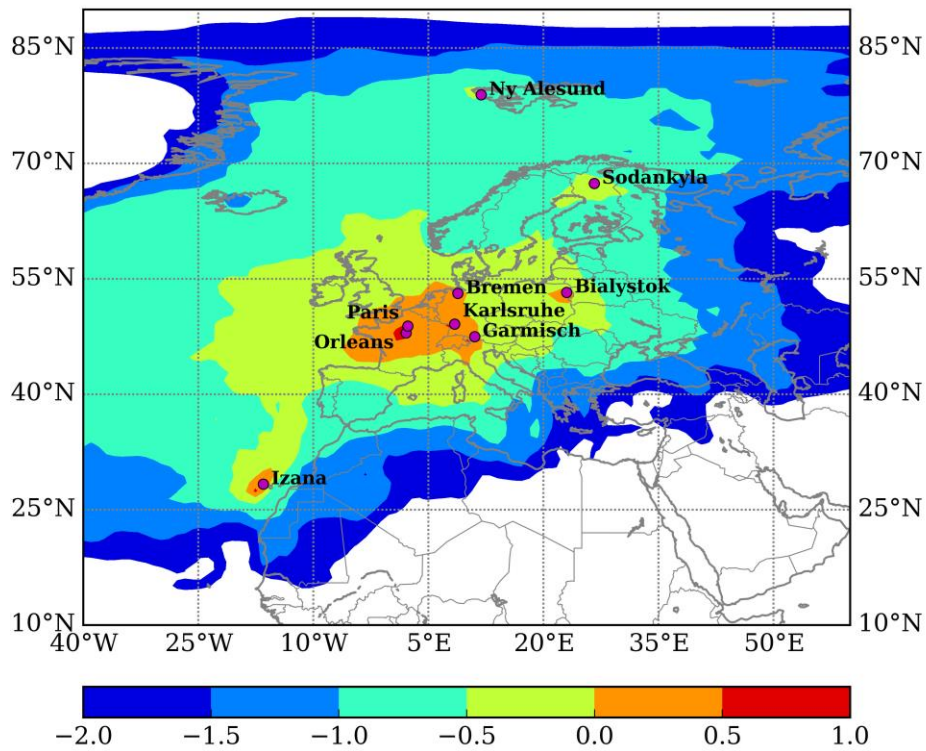 85°N 85°N
Ny Alesund
70°N 70°N
Sodankyla
55°N 55°N
Bremen Bialystok
Paris Karlsruhe
Orleans Garmisch
40°N 40°N
Izana
25°N 25°N
10°N 10°N
40°W 25°W 10°W 5°E 20°E 35°E 50°E
−2.0 −1.5 −1.0 −0.5 0.0 0.5 1.0